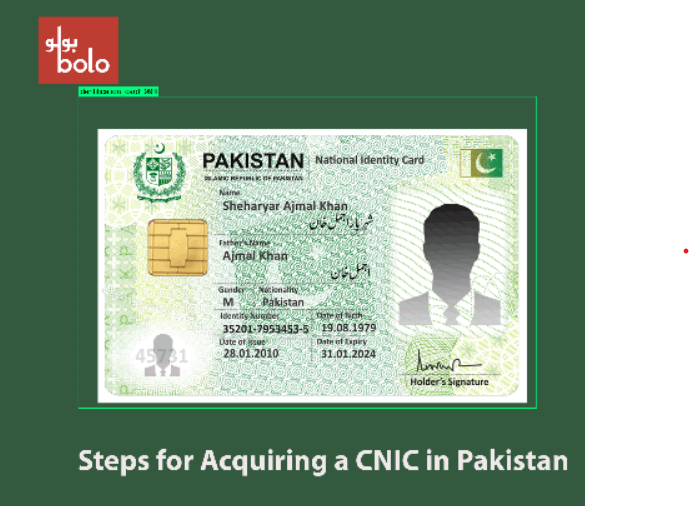 بولو
bolo
identification card: 98%
PAKISTAN National Identity Card
ISLAMIC REPUBLIC OF PAKISTAN
Name
Sheharyar Ajmal Khan
شہریار اجمل خان
Father's Name
Ajmal Khan
اجمل خان
Gender Nationality
M Pakistan
Identity Number Date of Birth
35201-7953453-5 19.08.1979
Date of Issue Date of Expiry
28.01.2010 31.01.2024
45731
Holder's Signature
Steps for Acquiring a CNIC in Pakistan